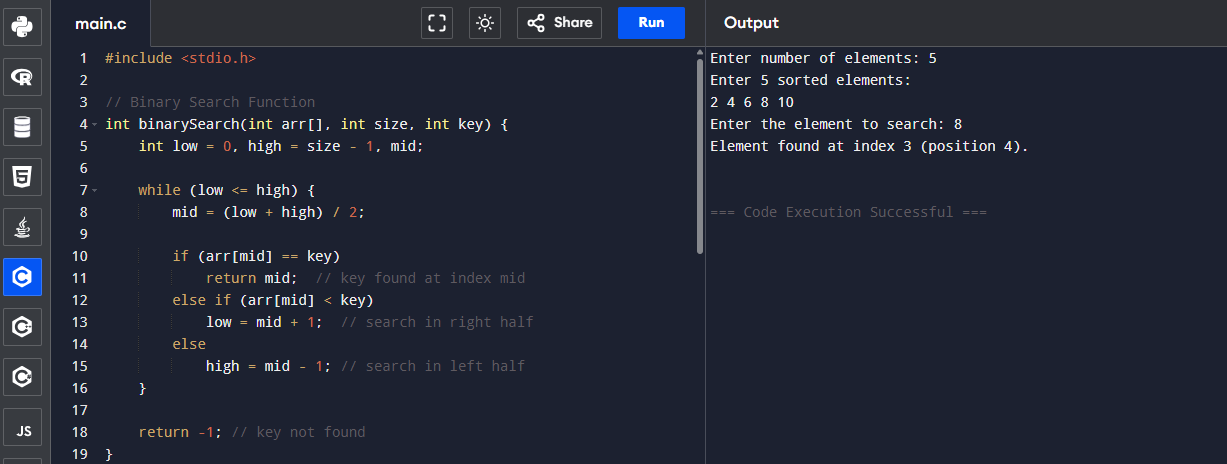 main.c
Share
Run
Output
1 #include <stdio.h>
2
3 // Binary Search Function
4 int binarySearch(int arr[], int size, int key) {
5     int low = 0, high = size - 1, mid;
6
7     while (low <= high) {
8         mid = (low + high) / 2;
9
10         if (arr[mid] == key)
11             return mid;  // key found at index mid
12         else if (arr[mid] < key)
13             low = mid + 1;  // search in right half
14         else
15             high = mid - 1; // search in left half
16     }
17
18     return -1; // key not found
19 }
Enter number of elements: 5
Enter 5 sorted elements:
2 4 6 8 10
Enter the element to search: 8
Element found at index 3 (position 4).
=== Code Execution Successful ===
R
5
C
C
C
JS